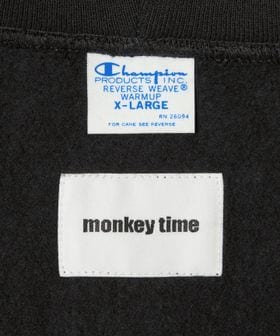 Champion
PRODUCTS INC.
REVERSE WEAVE®
WARMUP
X-LARGE
RN 26094
FOR CARE SEE REVERSE
monkey time